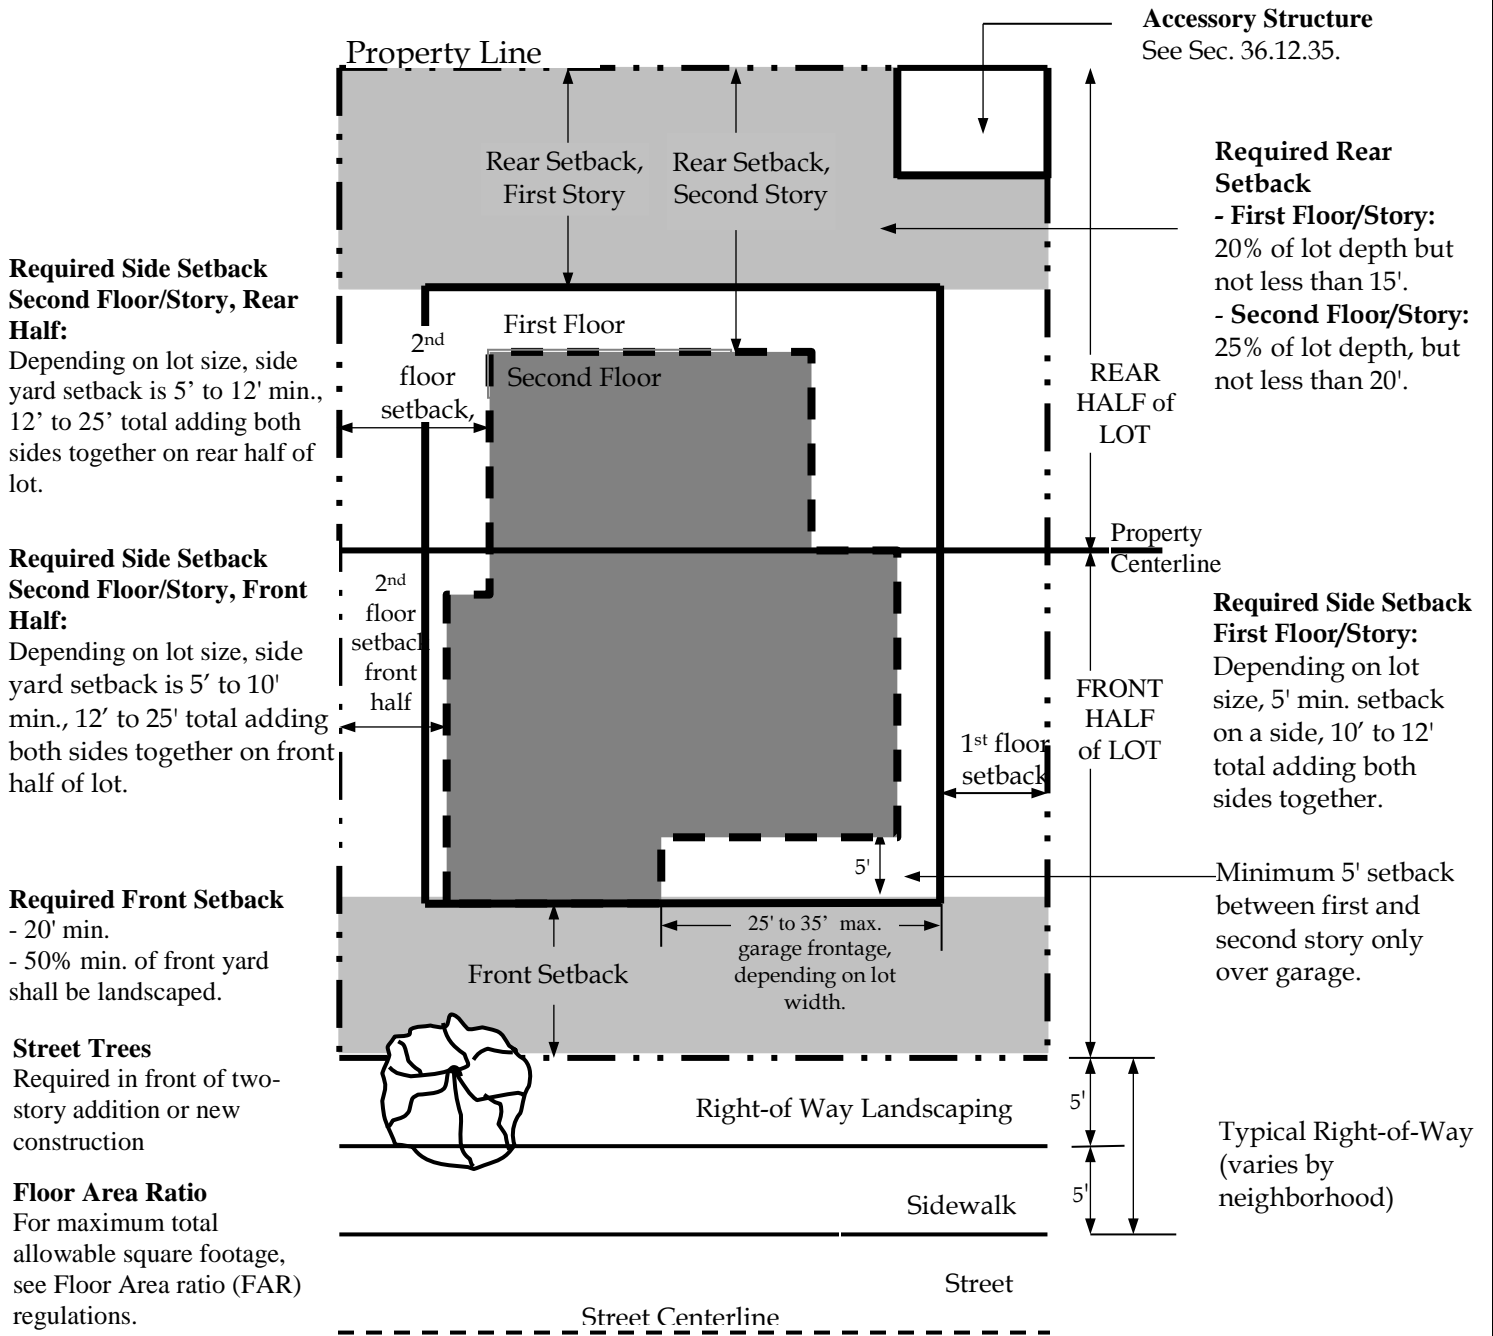 Accessory Structure
See Sec. 36.12.35.
Property Line
Rear Setback,
First Story
Rear Setback,
Second Story
Required Rear
Setback
- First Floor/Story:
20% of lot depth but
not less than 15'.
- Second Floor/Story:
25% of lot depth, but
not less than 20'.
Required Side Setback
Second Floor/Story, Rear
Half:
Depending on lot size, side
yard setback is 5’ to 12' min.,
12’ to 25’ total adding both
sides together on rear half of
lot.
First Floor
2nd
floor
setback,
Second Floor
REAR
HALF of
LOT
Property
Centerline
Required Side Setback
Second Floor/Story, Front
Half:
Depending on lot size, side
yard setback is 5’ to 10'
min., 12’ to 25' total adding
both sides together on front
half of lot.
2nd
floor
setback
front
half
FRONT
HALF
of LOT
1st floor
setback
Required Side Setback
First Floor/Story:
Depending on lot
size, 5' min. setback
on a side, 10’ to 12'
total adding both
sides together.
5'
Minimum 5' setback
between first and
second story only
over garage.
Required Front Setback
- 20' min.
- 50% min. of front yard
shall be landscaped.
Front Setback
25' to 35’ max.
garage frontage,
depending on lot
width.
Street Trees
Required in front of two-
story addition or new
construction
Right-of Way Landscaping
5'
Typical Right-of-Way
(varies by
neighborhood)
Floor Area Ratio
For maximum total
allowable square footage,
see Floor Area ratio (FAR)
regulations.
Sidewalk
5'
Street
Street Centerline